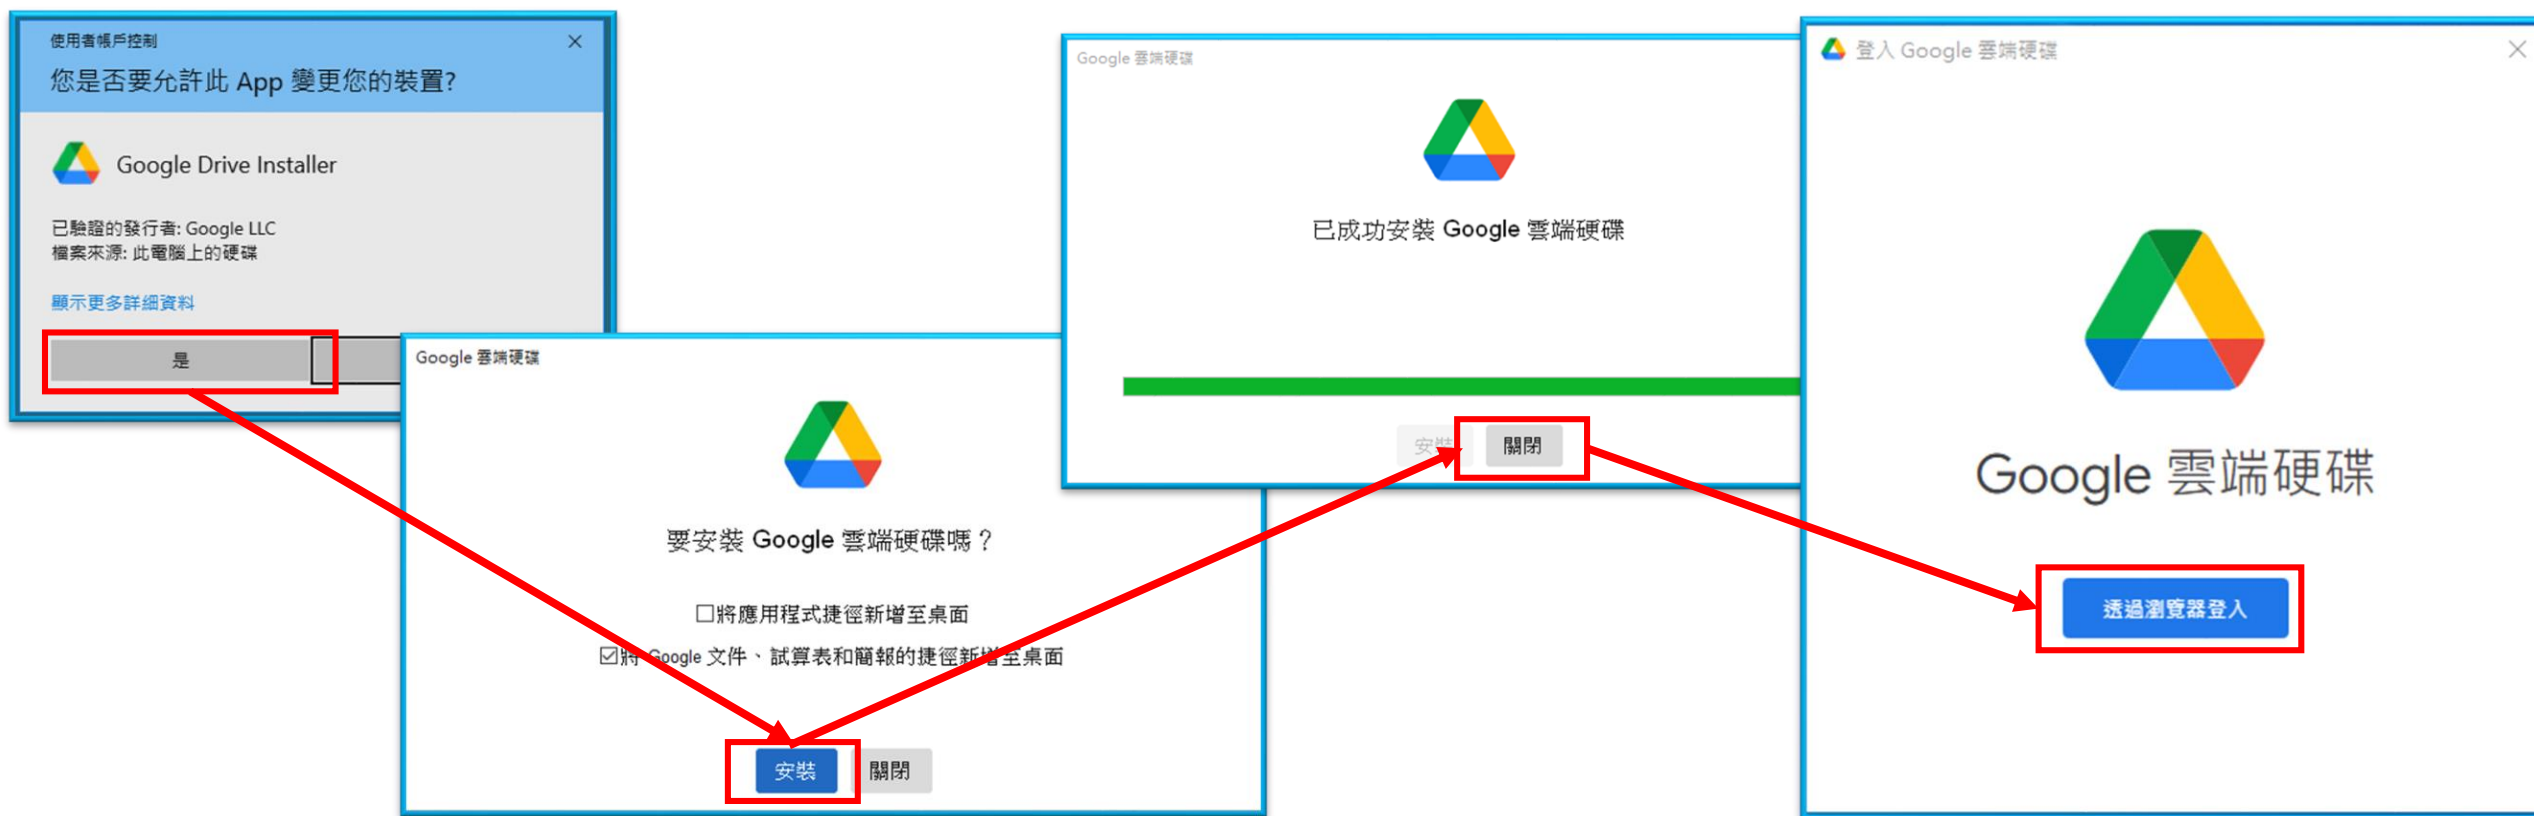 使用者帳戶控制
您是否要允許此 App 變更您的裝置?
Google Drive Installer
已驗證的發行者: Google LLC
檔案來源: 此電腦上的硬碟
顯示更多詳細資料
是
Google 雲端硬碟
要安裝 Google 雲端硬碟嗎？
將應用程式捷徑新增至桌面
將 Google 文件、試算表和簡報的捷徑新增至桌面
安裝
關閉
Google 雲端硬碟
已成功安裝 Google 雲端硬碟
安裝
關閉
登入 Google 雲端硬碟
Google 雲端硬碟
透過瀏覽器登入